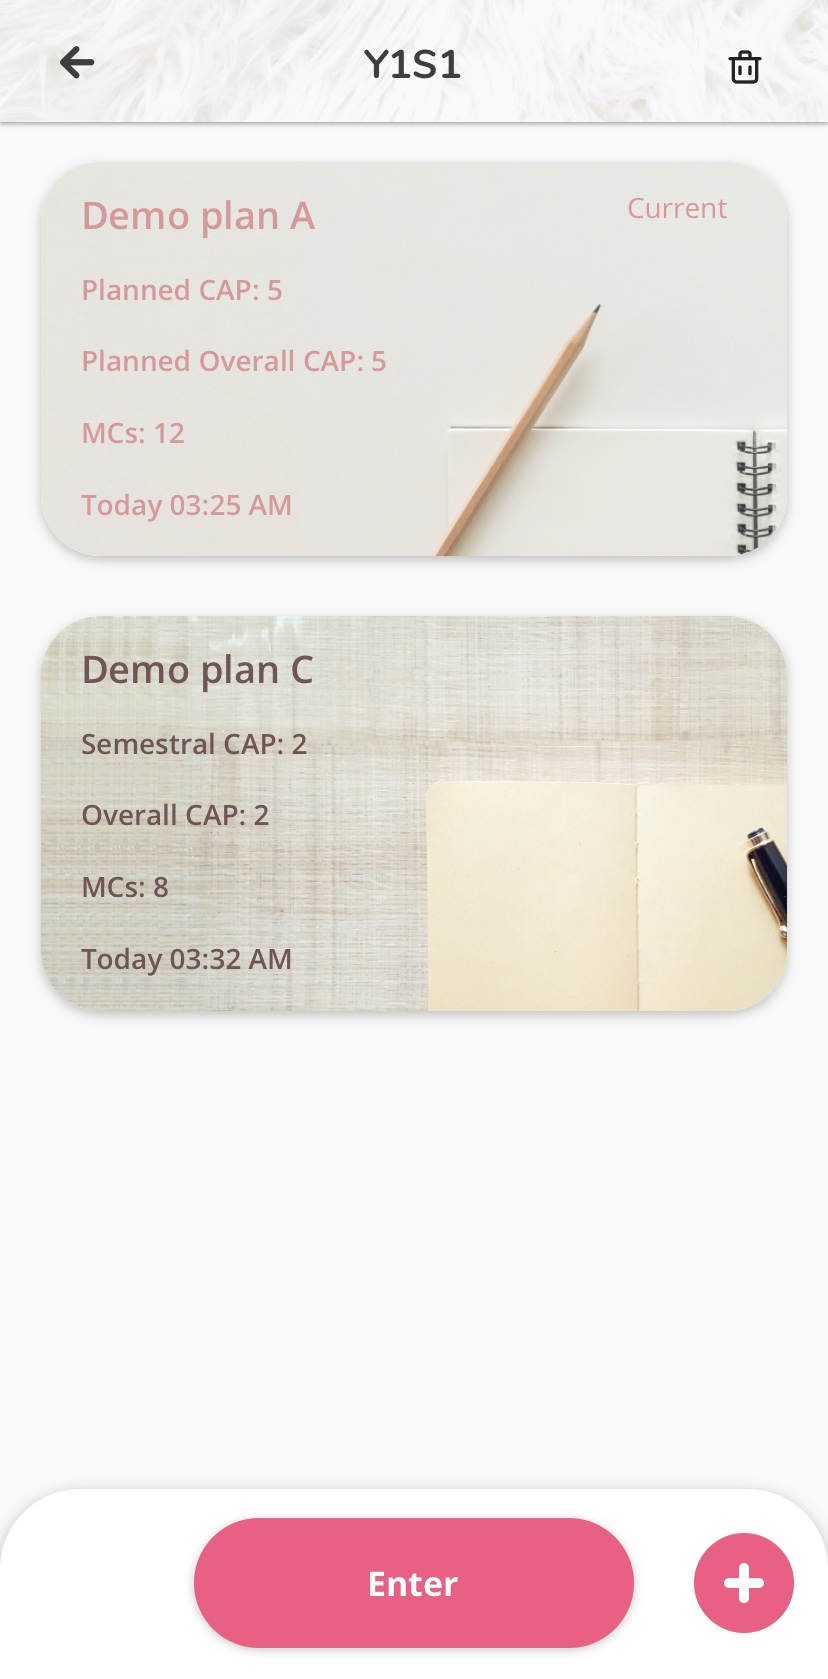 Y1S1
Demo plan A
Current
Planned CAP: 5
Planned Overall CAP: 5
MCs: 12
Today 03:25 AM
Demo plan C
Semestral CAP: 2
Overall CAP: 2
MCs: 8
Today 03:32 AM
Enter